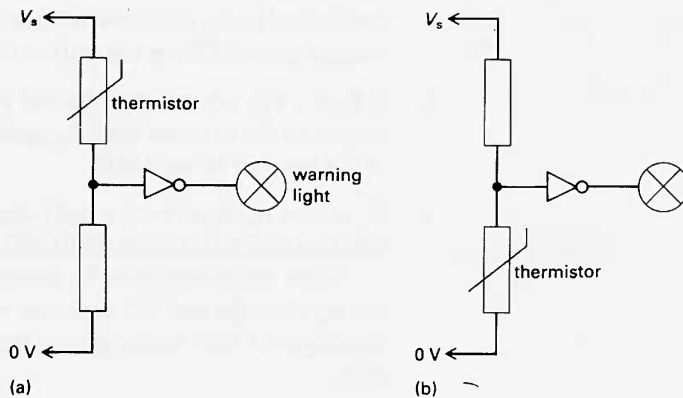 Vs
thermistor
warning
light
0 V
(a)
Vs
thermistor
0 V
(b)